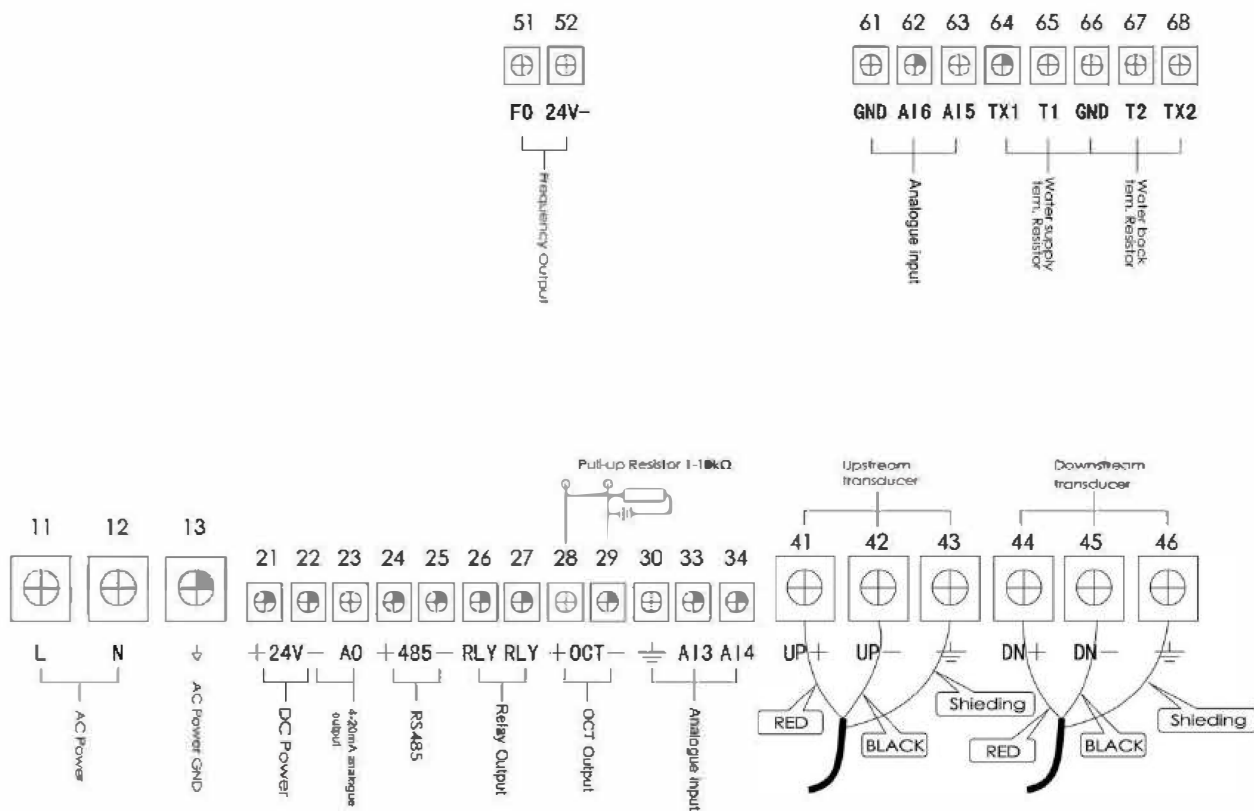 51 52
FO 24V-
Frequency Output
61 62 63 64 65 66 67 68
GND AI6 AI5 TX1 T1 GND T2 TX2
Analogue input
Water supply
tem. Resistor
Water back
tem. Resistor
Pull-up Resistor 1-10kΩ
Upstream
transducer
Downstream
transducer
11 12 13
21 22 23 24 25 26 27 28 29 30 33 34
41 42 43 44 45 46
L N
+24V- AO +485- RLY RLY +OCT- AI3 AI4
UP+ UP- DN+ DN-
AC Power
AC Power GND
DC Power
4-20mA analogue
output
RS485
Relay Output
OCT Output
Analogue input
RED
BLACK
Shieding
RED
BLACK
Shieding